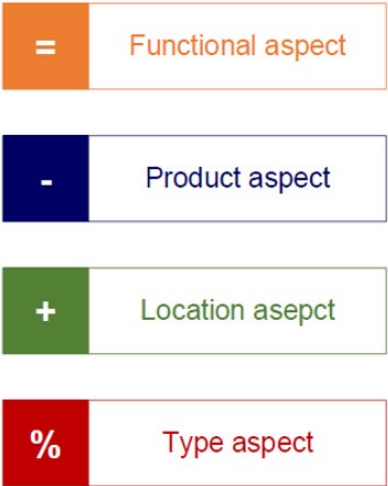 = Functional aspect
- Product aspect
+ Location asepct
% Type aspect